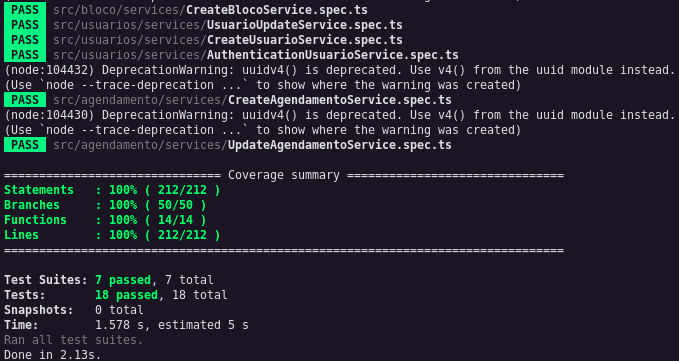 PASS src/bloco/services/CreateBlocoService.spec.ts
PASS src/usuarios/services/UsuarioUpdateService.spec.ts
PASS src/usuarios/services/CreateUsuarioService.spec.ts
PASS src/usuarios/services/AuthenticationUsuarioService.spec.ts
(node:104432) DeprecationWarning: uuidv4() is deprecated. Use v4() from the uuid module instead.
(Use `node --trace-deprecation ...` to show where the warning was created)
PASS src/agendamento/services/CreateAgendamentoService.spec.ts
(node:104430) DeprecationWarning: uuidv4() is deprecated. Use v4() from the uuid module instead.
(Use `node --trace-deprecation ...` to show where the warning was created)
PASS src/agendamento/services/UpdateAgendamentoService.spec.ts
=============================== Coverage summary ===============================
Statements   : 100% ( 212/212 )
Branches     : 100% ( 50/50 )
Functions    : 100% ( 14/14 )
Lines        : 100% ( 212/212 )
================================================================================
Test Suites: 7 passed, 7 total
Tests:       18 passed, 18 total
Snapshots:   0 total
Time:        1.578 s, estimated 5 s
Ran all test suites.
Done in 2.13s.